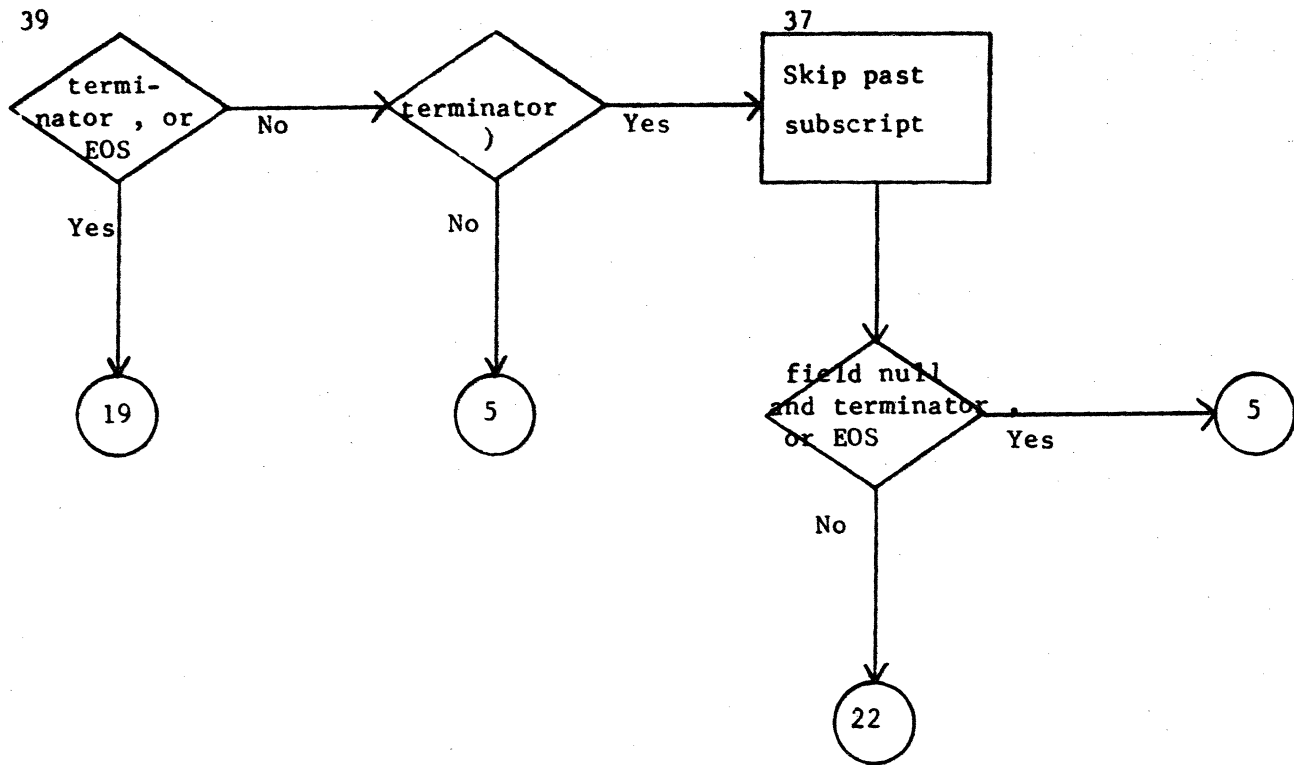 39
termi-
nator , or
EOS
No
Yes
19
terminator
)
Yes
No
5
37
Skip past
subscript
field null
and terminator ,
or EOS
Yes
5
No
22